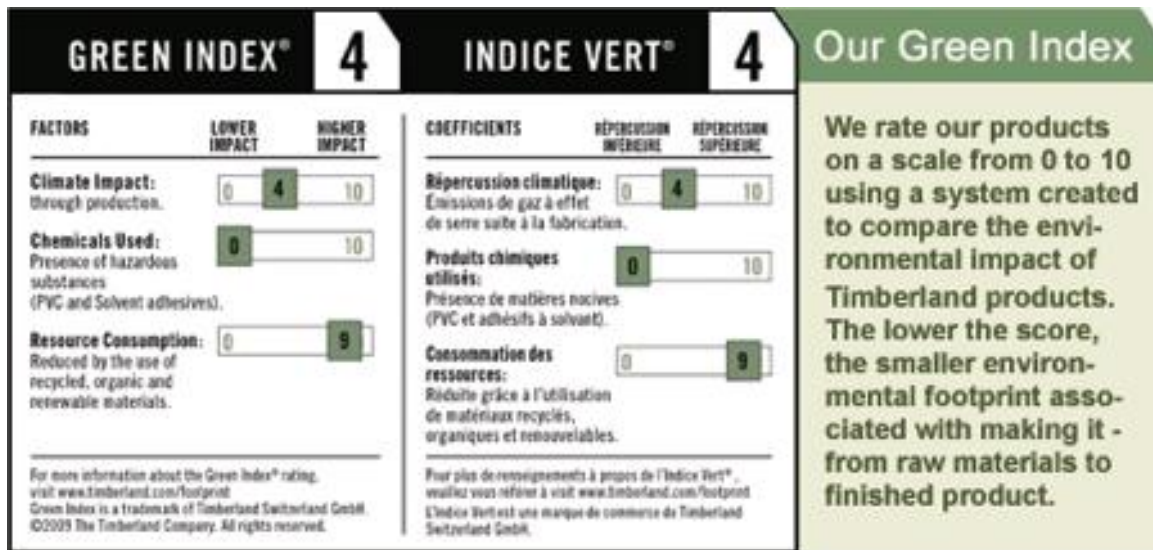 GREEN INDEX® 4
FACTORS LOWER IMPACT HIGHER IMPACT
Climate Impact:
through production.
0 4 10
Chemicals Used:
Presence of hazardous
substances
(PVC and Solvent adhesives).
0 10
Resource Consumption:
Reduced by the use of
recycled, organic and
renewable materials.
0 9
For more information about the Green Index® rating,
visit www.timberland.com/footprint
Green Index is a trademark of Timberland Switzerland GmbH.
©2009 The Timberland Company. All rights reserved.
INDICE VERT® 4
COEFFICIENTS RÉPERCUSSION INFÉRIEURE RÉPERCUSSION SUPÉRIEURE
Répercussion climatique:
Émissions de gaz à effet
de serre suite à la fabrication.
0 4 10
Produits chimiques
utilisés:
Présence de matières nocives
(PVC et adhésifs à solvant).
0 10
Consommation des
ressources:
Réduite grâce à l'utilisation
de matériaux recyclés,
organiques et renouvelables.
0 9
Pour plus de renseignements à propos de l'Indice Vert®,
veuillez vous référer à visit www.timberland.com/footprint
L'Indice Vert est une marque de commerce de Timberland
Switzerland GmbH.
Our Green Index
We rate our products
on a scale from 0 to 10
using a system created
to compare the envi-
ronmental impact of
Timberland products.
The lower the score,
the smaller environ-
mental footprint asso-
ciated with making it -
from raw materials to
finished product.